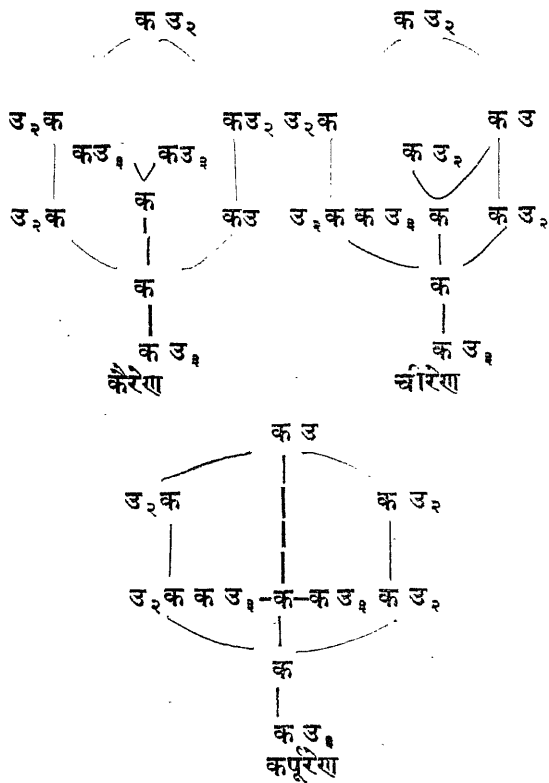 क उ₂ क उ₂
उ₂क कउ₂ उ₂क क उ
कउ₃ कउ₃ क उ₂
क
उ₂क कउ उ₂क क उ₃ क क उ₂
क क
क उ₃ क उ₃
कैरेण चीरेण
क उ
उ₂क क उ₂
उ₂क क उ₃ -क-क उ₃ क उ₂
क
क उ₃
कर्पूरेण